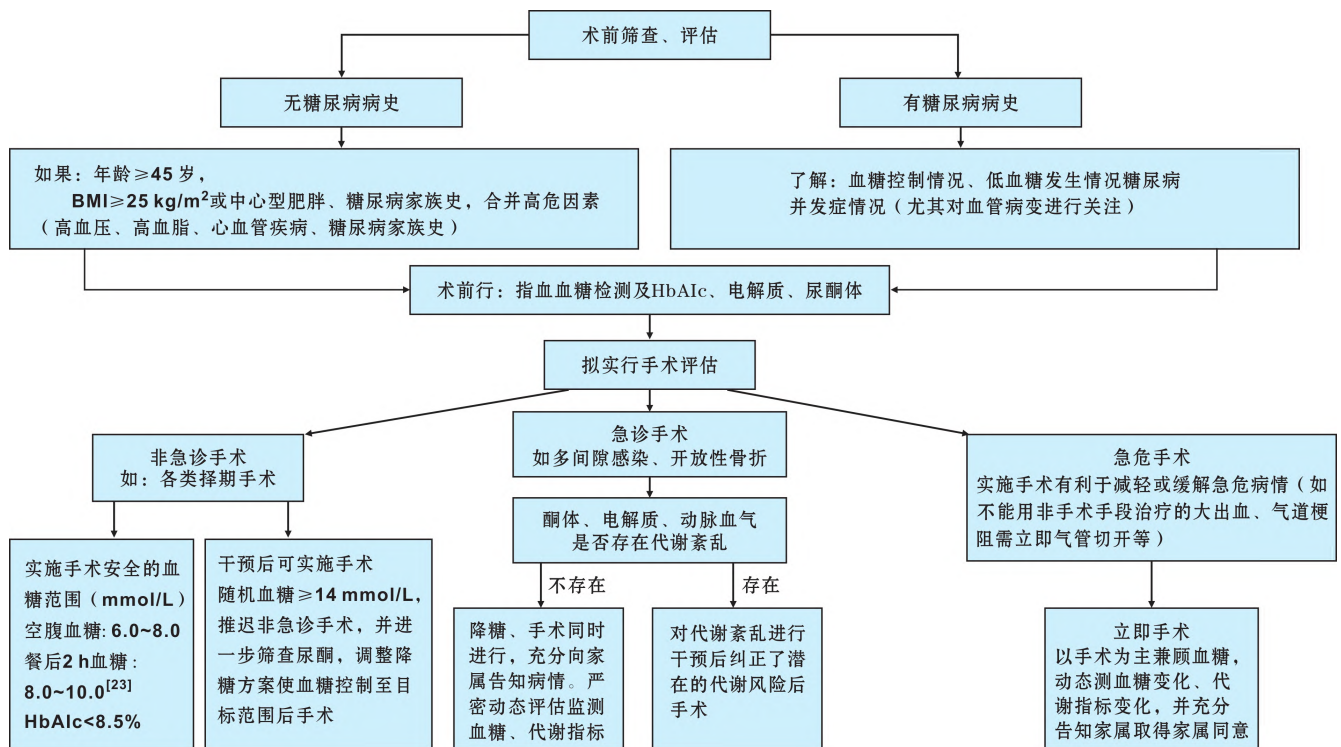 术前筛查、评估
无糖尿病病史
有糖尿病病史
如果：年龄≥45岁，
BMI≥25 kg/m²或中心型肥胖、糖尿病家族史，合并高危因素
（高血压、高血脂、心血管疾病、糖尿病家族史）
了解：血糖控制情况、低血糖发生情况糖尿病
并发症情况（尤其对血管病变进行关注）
术前行：指血血糖检测及HbAIc、电解质、尿酮体
拟实行手术评估
非急诊手术
如：各类择期手术
急诊手术
如多间隙感染、开放性骨折
急危手术
实施手术有利于减轻或缓解急危病情（如
不能用非手术手段治疗的大出血、气道梗
阻需立即气管切开等）
实施手术安全的血
糖范围（mmol/L）
空腹血糖：6.0~8.0
餐后2 h血糖：
8.0~10.0[23]
HbAIc<8.5%
干预后可实施手术
随机血糖≥14 mmol/L，
推迟非急诊手术，并进
一步筛查尿酮，调整降
糖方案使血糖控制至目
标范围后手术
酮体、电解质、动脉血气
是否存在代谢紊乱
不存在
存在
降糖、手术同时
进行，充分向家
属告知病情。严
密动态评估监测
血糖、代谢指标
对代谢紊乱进行
干预后纠正了潜
在的代谢风险后
手术
立即手术
以手术为主兼顾血糖，
动态测血糖变化、代
谢指标变化，并充分
告知家属取得家属同意